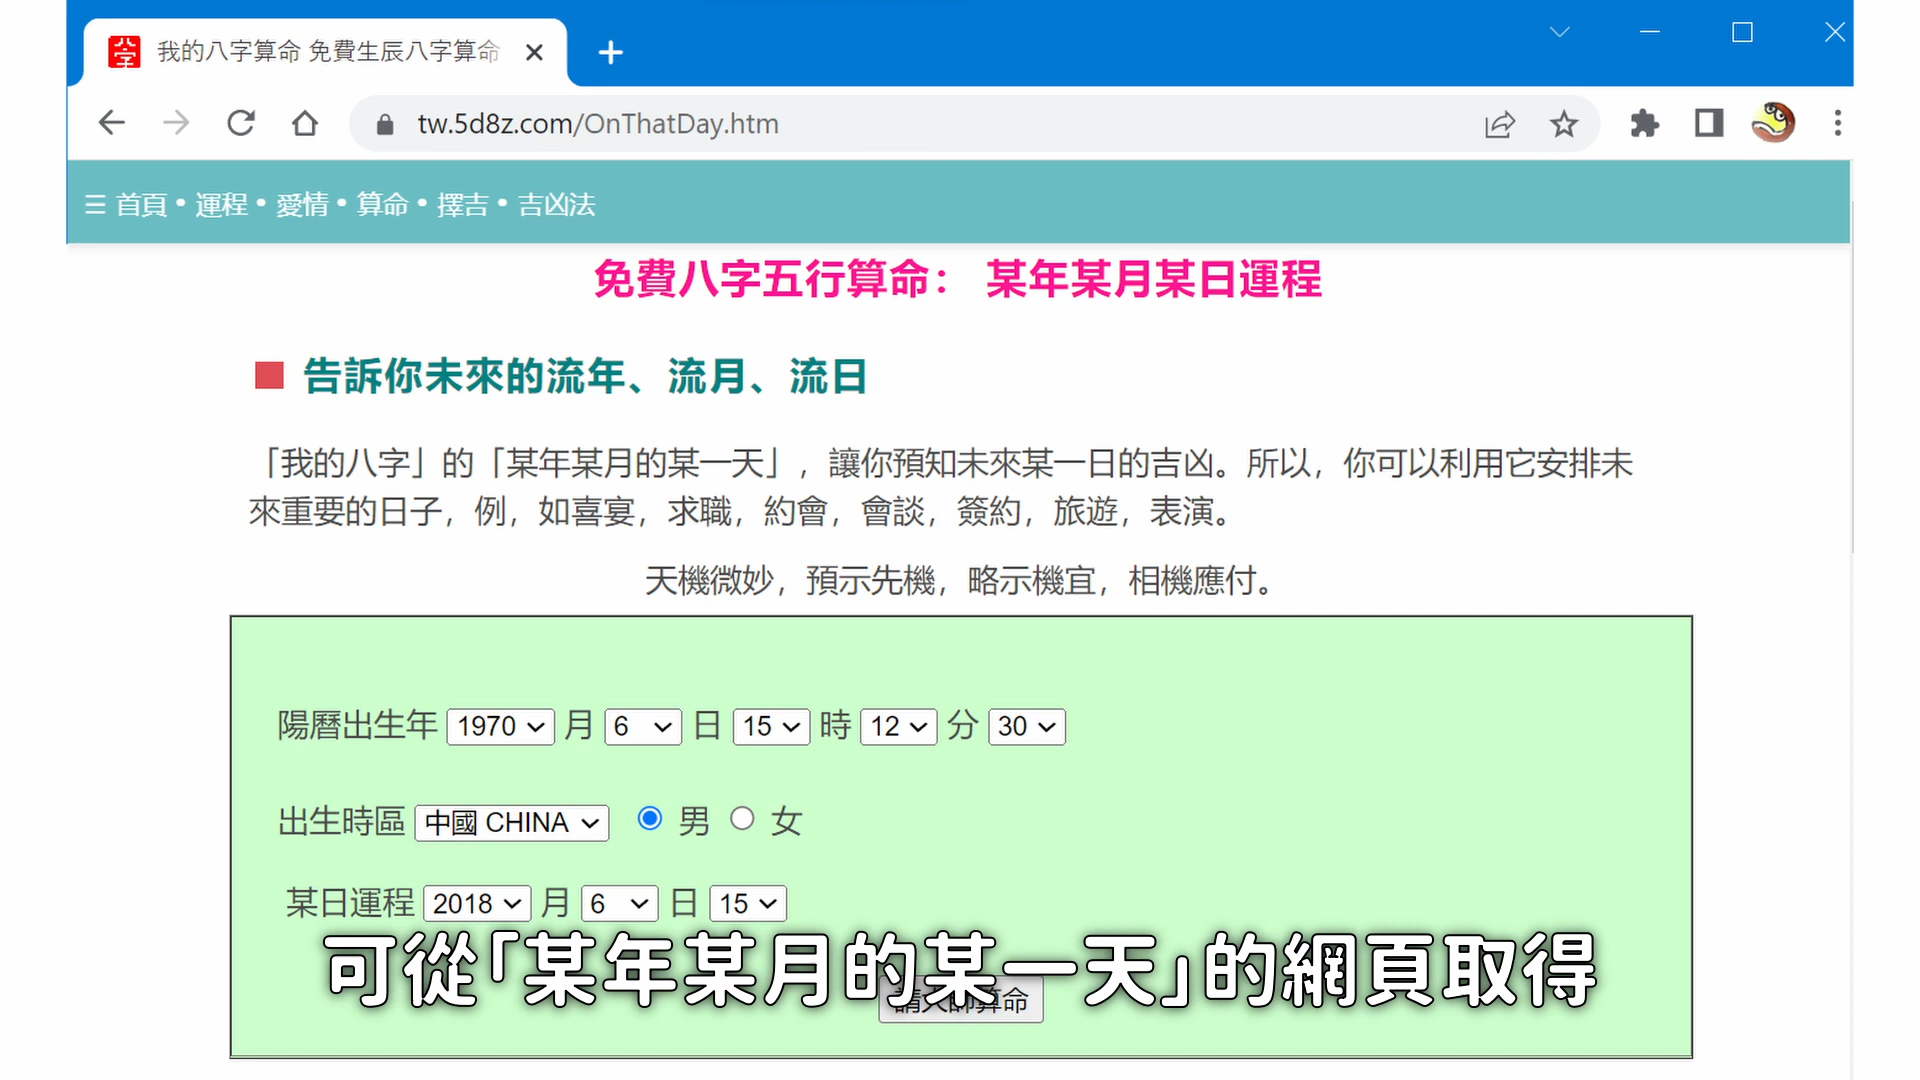 我的八字算命 免費生辰八字算命
tw.5d8z.com/OnThatDay.htm
☰ 首頁 • 運程 • 愛情 • 算命 • 擇吉 • 吉凶法
免費八字五行算命： 某年某月某日運程
告訴你未來的流年、流月、流日
「我的八字」的「某年某月的某一天」，讓你預知未來某一日的吉凶。所以，你可以利用它安排未
來重要的日子，例，如喜宴，求職，約會，會談，簽約，旅遊，表演。
天機微妙，預示先機，略示機宜，相機應付。
陽曆出生年 1970 月 6 日 15 時 12 分 30
出生時區 中國 CHINA 男 女
某日運程 2018 月 6 日 15
可從「某年某月的某一天」的網頁取得
請大師算命